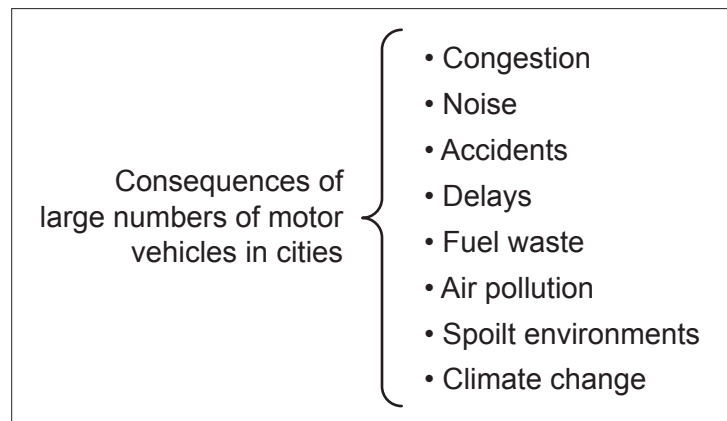 Consequences of
large numbers of motor
vehicles in cities
• Congestion
• Noise
• Accidents
• Delays
• Fuel waste
• Air pollution
• Spoilt environments
• Climate change